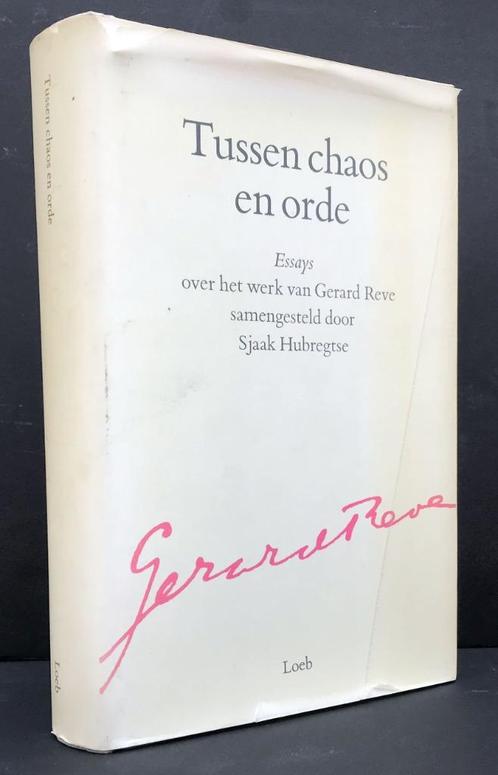 Tussen chaos en orde
Loeb
Tussen chaos
en orde
Essays
over het werk van Gerard Reve
samengesteld door
Sjaak Hubregtse
Gerard Reve
Loeb